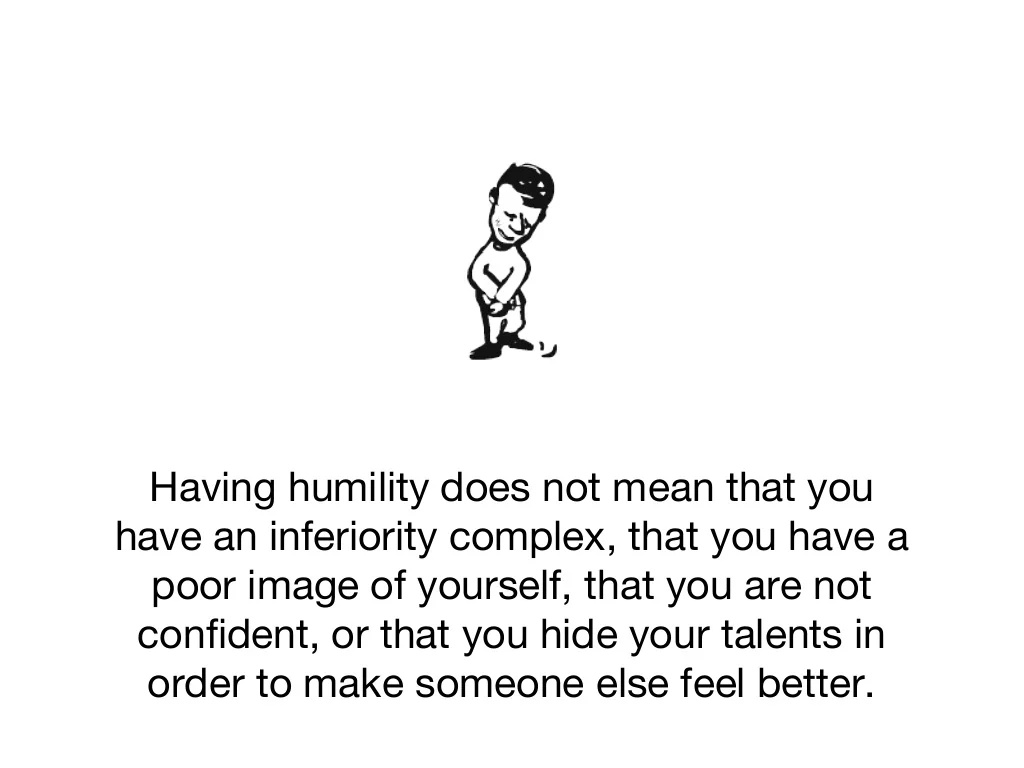 Having humility does not mean that you
have an inferiority complex, that you have a
poor image of yourself, that you are not
confident, or that you hide your talents in
order to make someone else feel better.